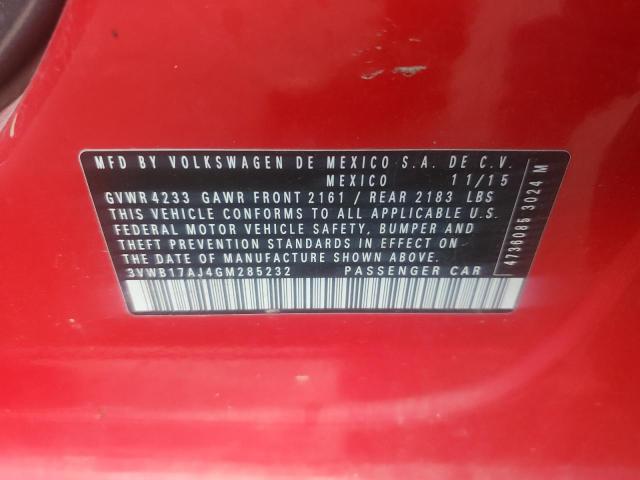 MFD BY VOLKSWAGEN DE MEXICO S.A. DE C.V.
MEXICO 11/15
GVWR 4233 GAWR FRONT 2161 / REAR 2183 LBS
THIS VEHICLE CONFORMS TO ALL APPLICABLE U.S.
FEDERAL MOTOR VEHICLE SAFETY, BUMPER AND
THEFT PREVENTION STANDARDS IN EFFECT ON
THE DATE OF MANUFACTURE SHOWN ABOVE.
3VWB17AJ4GM285232 PASSENGER CAR
4736085 3024 M